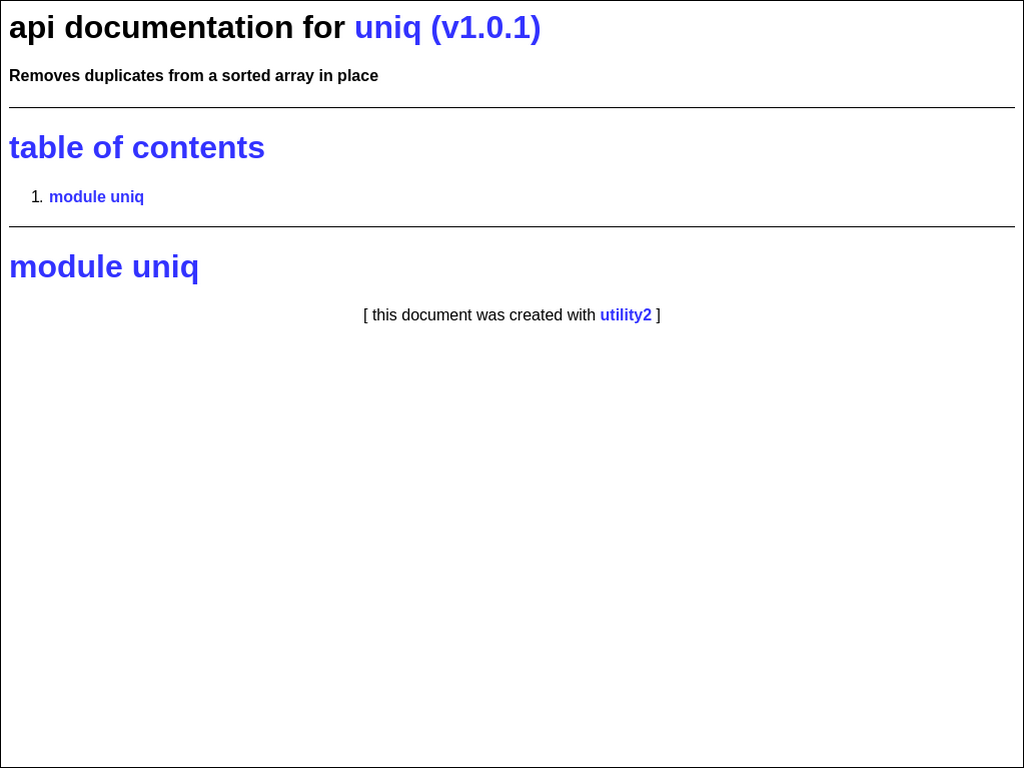 api documentation for uniq (v1.0.1)
Removes duplicates from a sorted array in place
table of contents
1. module uniq
module uniq
[ this document was created with utility2 ]